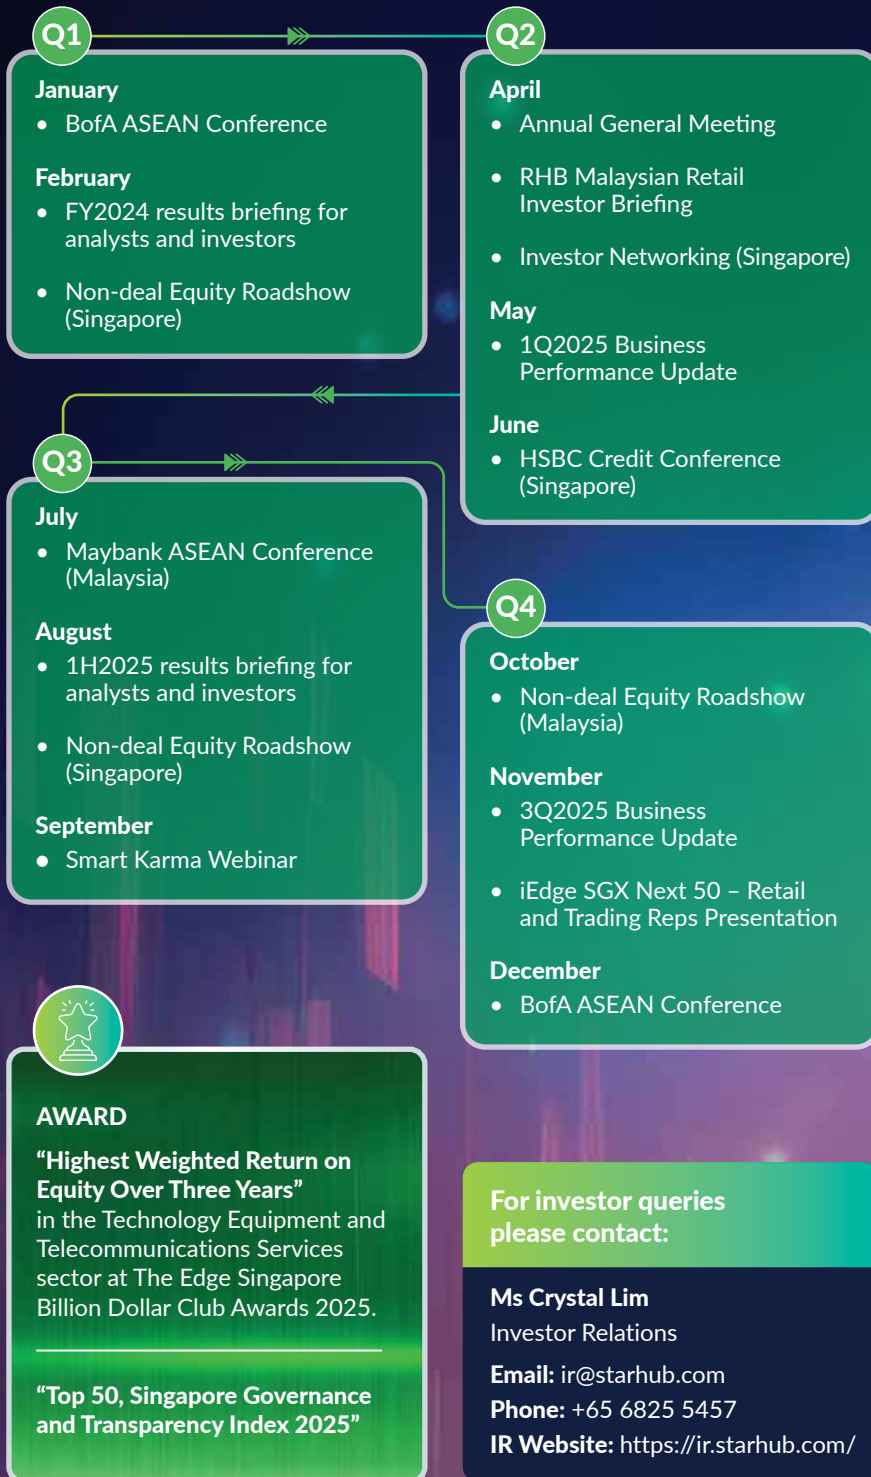 Q1
January
• BofA ASEAN Conference
February
• FY2024 results briefing for
analysts and investors
• Non-deal Equity Roadshow
(Singapore)
Q2
April
• Annual General Meeting
• RHB Malaysian Retail
Investor Briefing
• Investor Networking (Singapore)
May
• 1Q2025 Business
Performance Update
June
• HSBC Credit Conference
(Singapore)
Q3
July
• Maybank ASEAN Conference
(Malaysia)
August
• 1H2025 results briefing for
analysts and investors
• Non-deal Equity Roadshow
(Singapore)
September
• Smart Karma Webinar
Q4
October
• Non-deal Equity Roadshow
(Malaysia)
November
• 3Q2025 Business
Performance Update
• iEdge SGX Next 50 – Retail
and Trading Reps Presentation
December
• BofA ASEAN Conference
AWARD
“Highest Weighted Return on
Equity Over Three Years”
in the Technology Equipment and
Telecommunications Services
sector at The Edge Singapore
Billion Dollar Club Awards 2025.
“Top 50, Singapore Governance
and Transparency Index 2025”
For investor queries
please contact:
Ms Crystal Lim
Investor Relations
Email: ir@starhub.com
Phone: +65 6825 5457
IR Website: https://ir.starhub.com/